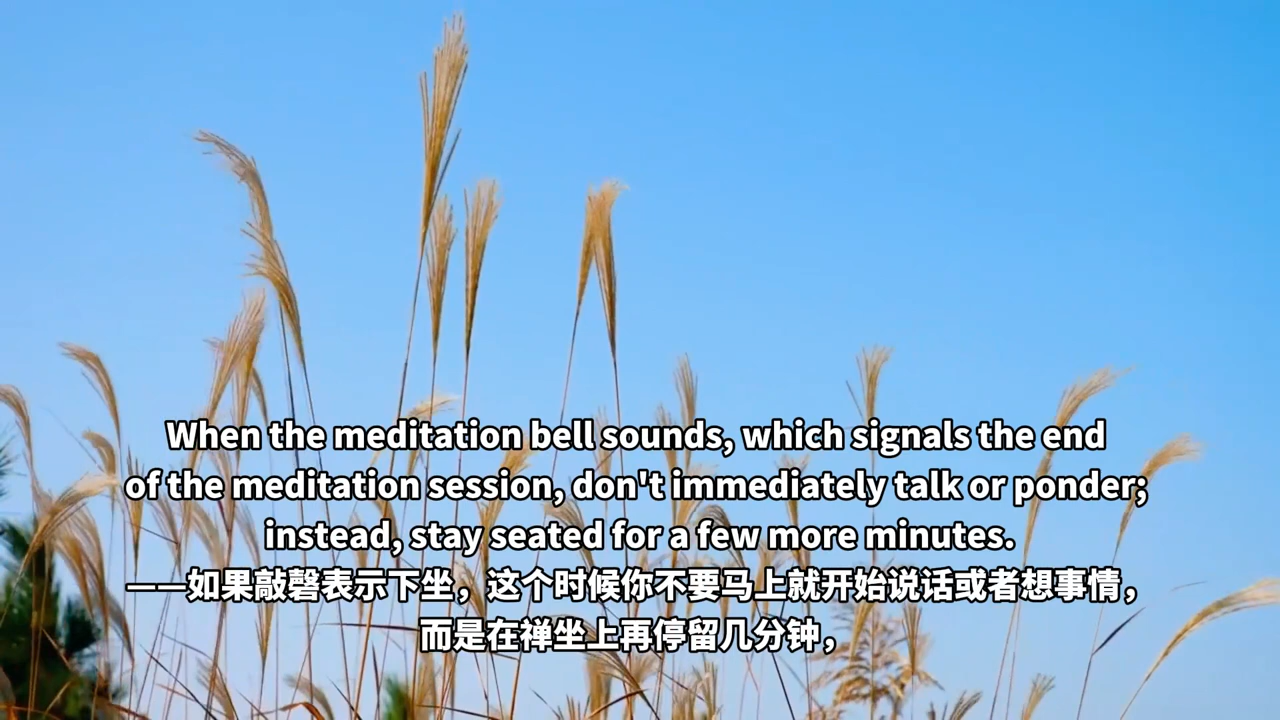 When the meditation bell sounds, which signals the end
of the meditation session, don't immediately talk or ponder;
instead, stay seated for a few more minutes.
——如果敲磬表示下坐，这个时候你不要马上就开始说话或者想事情，
而是在禅坐上再停留几分钟，